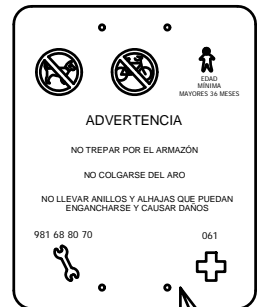 EDAD
MÍNIMA
MAYORES 36 MESES
ADVERTENCIA
NO TREPAR POR EL ARMAZÓN
NO COLGARSE DEL ARO
NO LLEVAR ANILLOS Y ALHAJAS QUE PUEDAN
ENGANCHARSE Y CAUSAR DAÑOS
981 68 80 70
061